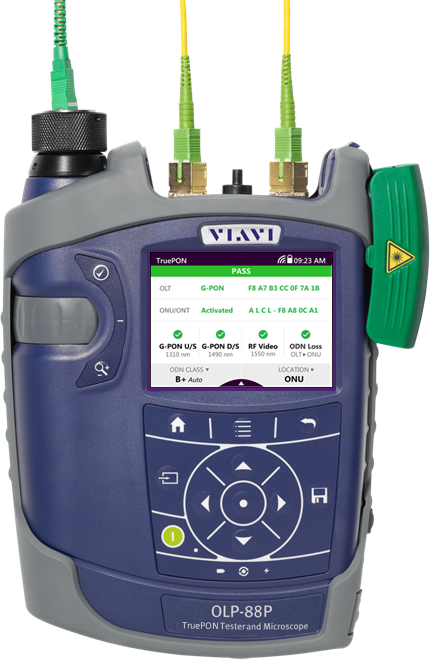 VIAVI
TruePON 09:23 AM
PASS
OLT G-PON F8 A7 B3 CC 0F 7A 1B
ONU/ONT Activated A L C L - F8 A8 0C A1
G-PON U/S G-PON D/S RF Video ODN Loss
1310 nm 1490 nm 1550 nm OLT ▸ ONU
ODN CLASS ▾ LOCATION ▾
B+ Auto ONU
OLP-88P
TruePON Tester and Microscope